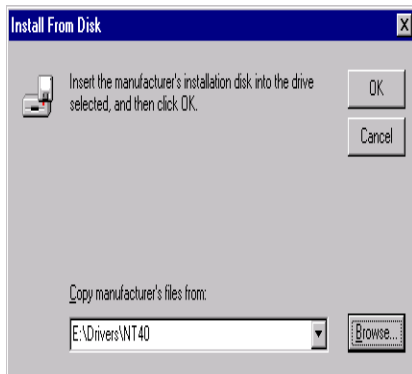 Install From Disk
Insert the manufacturer's installation disk into the drive
selected, and then click OK.
OK
Cancel
Copy manufacturer's files from:
E:\Drivers\NT40
Browse...